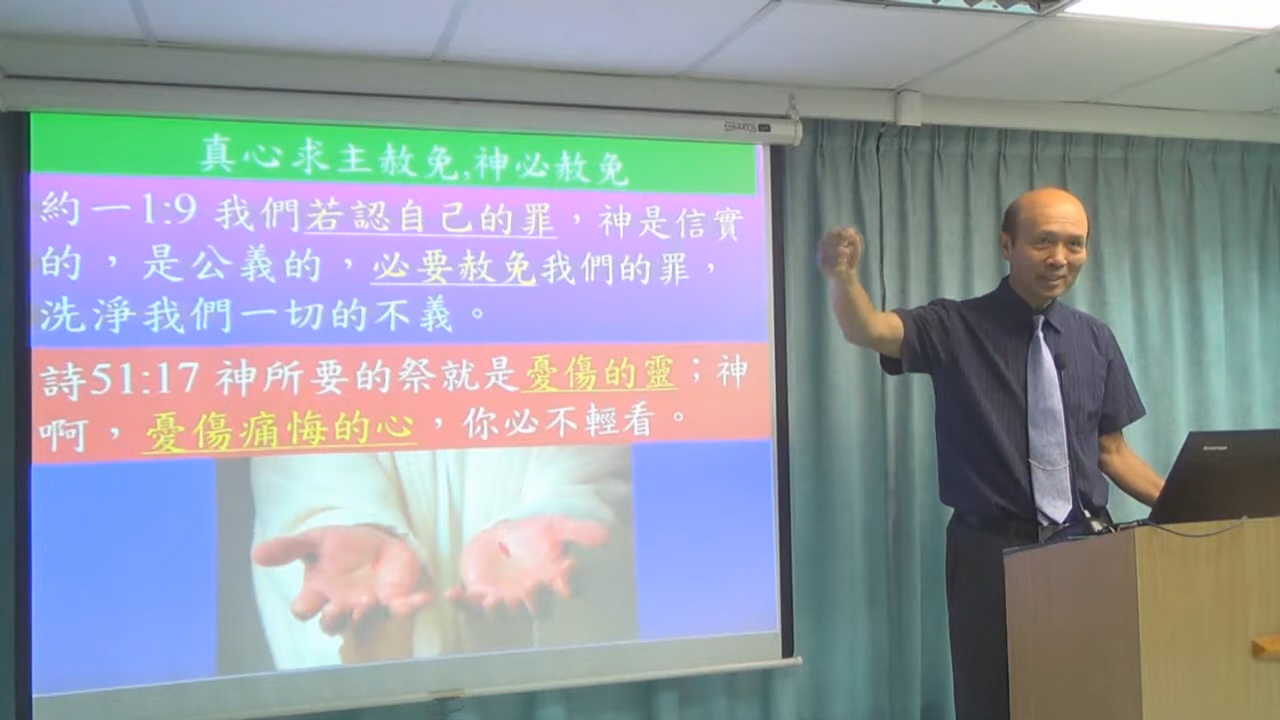 真心求主赦免,神必赦免
約一1:9 我們若認自己的罪，神是信實
的，是公義的，必要赦免我們的罪，
洗淨我們一切的不義。
詩51:17 神所要的祭就是憂傷的靈；神
啊，憂傷痛悔的心，你必不輕看。
lenovo